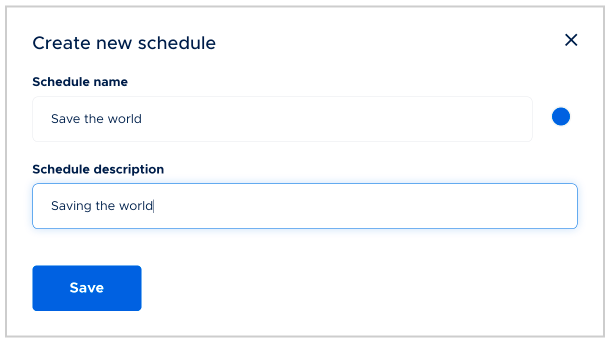 Create new schedule
Schedule name
Save the world
Schedule description
Saving the world
Save